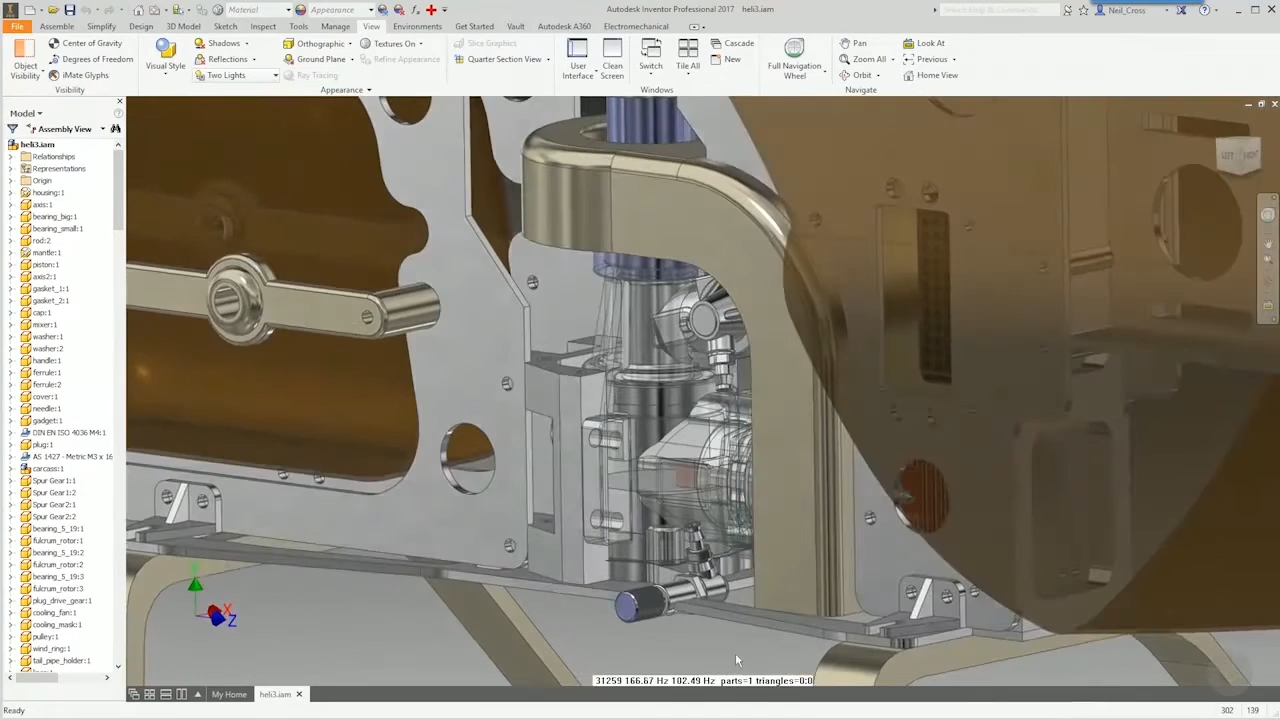 Material
Appearance
Autodesk Inventor Professional 2017 heli3.iam
Search Help & Commands...
Neil_Cross
File Assemble Simplify Design 3D Model Sketch Inspect Tools Manage View Environments Get Started Vault Autodesk A360 Electromechanical
Object Visibility
Center of Gravity
Degrees of Freedom
iMate Glyphs
Visibility
Visual Style
Shadows
Reflections
Two Lights
Orthographic
Ground Plane
Ray Tracing
Textures On
Refine Appearance
Appearance
Slice Graphics
Quarter Section View
User Interface
Clean Screen
Switch
Tile All
Cascade
New
Windows
Full Navigation Wheel
Pan
Zoom All
Orbit
Look At
Previous
Home View
Navigate
Model
Assembly View
heli3.iam
Relationships
Representations
Origin
housing:1
axis:1
bearing_big:1
bearing_small:1
rod:2
mantle:1
piston:1
axis2:1
gasket_1:1
gasket_2:1
cap:1
mixer:1
washer:1
washer:2
handle:1
ferrule:1
ferrule:2
cover:1
needle:1
gadget:1
DIN EN ISO 4036 M4:1
plug:1
AS 1427 - Metric M3 x 16
carcass:1
Spur Gear1:1
Spur Gear1:2
Spur Gear2:1
Spur Gear2:2
bearing_5_19:1
fulcrum_rotor:1
bearing_5_19:2
fulcrum_rotor:2
bearing_5_19:3
fulcrum_rotor:3
plug_drive_gear:1
cooling_fan:1
cooling_mask:1
pulley:1
wind_ring:1
tail_pipe_holder:1
LEFT FRONT
Y
X
Z
31259 166.67 Hz 102.49 Hz parts=1 triangles=0:0
My Home
heli3.iam
Ready
302 139